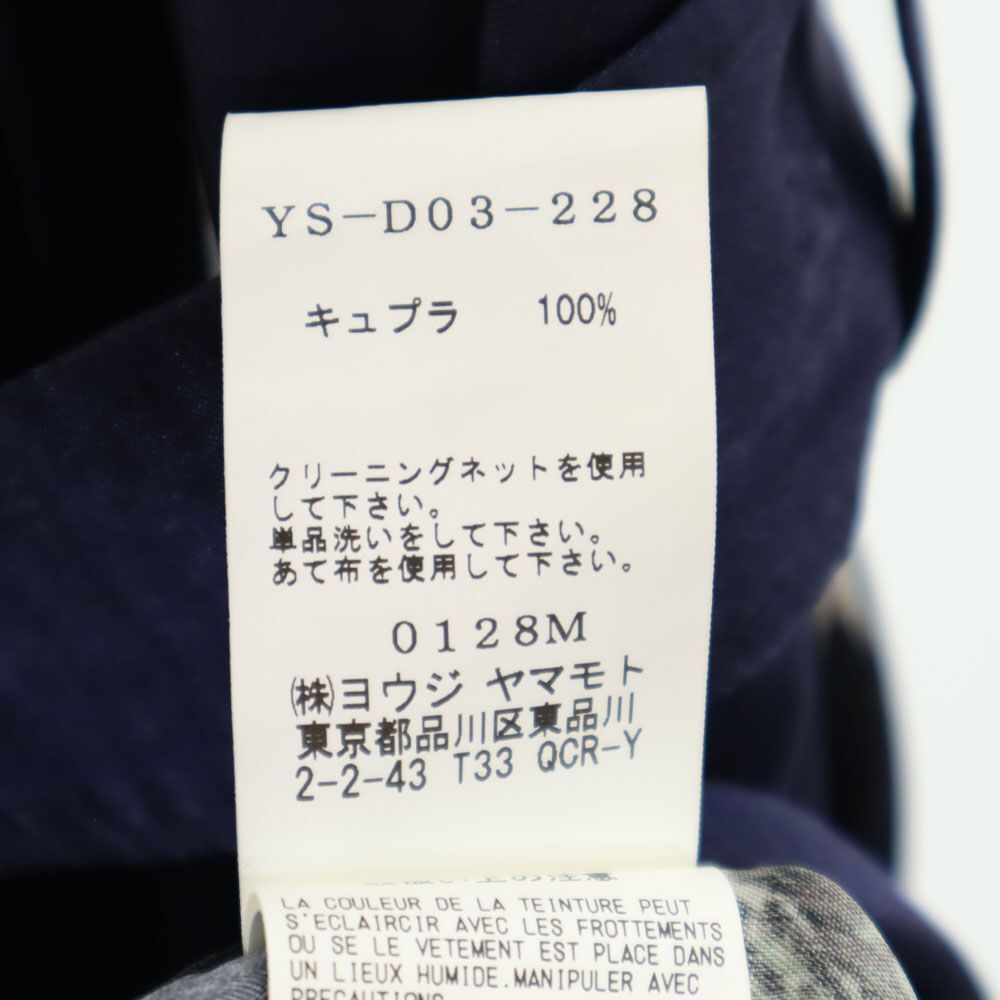 YS-D03-228
キュプラ 100%
クリーニングネットを使用
して下さい。
単品洗いをして下さい。
あて布を使用して下さい。
0128M
㈱ヨウジ ヤマモト
東京都品川区東品川
2-2-43 T33 QCR-Y
LA COULEUR DE LA TEINTURE PEUT
S'ECLAIRCIR AVEC LES FROTTEMENTS
OU SE LE VETEMENT EST PLACE DANS
UN LIEUX HUMIDE.MANIPULER AVEC
PRECAUTIONS.